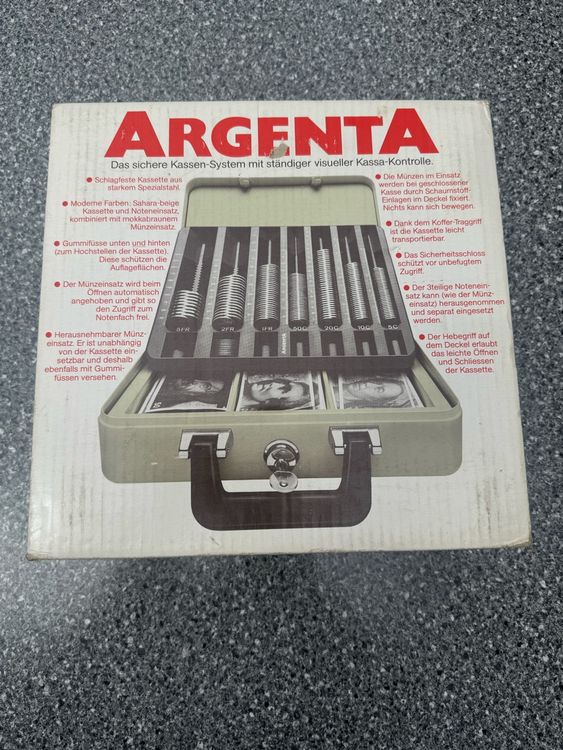 ARGENTA
Das sichere Kassen-System mit ständiger visueller Kassa-Kontrolle.
● Schlagfeste Kassette aus
starkem Spezialstahl.
● Moderne Farben: Sahara-beige
Kassette und Noteneinsatz,
kombiniert mit mokkabraunem
Münzeinsatz.
● Gummifüsse unten und hinten
(zum Hochstellen der Kassette).
Diese schützen die
Auflageflächen.
● Der Münzeinsatz wird beim
Öffnen automatisch
angehoben und gibt so
den Zugriff zum
Notenfach frei.
● Herausnehmbarer Münz-
einsatz. Er ist unabhängig
von der Kassette ein-
setzbar und deshalb
ebenfalls mit Gummi-
füssen versehen.
● Die Münzen im Einsatz
werden bei geschlossener
Kasse durch Schaumstoff-
Einlagen im Deckel fixiert.
Nichts kann sich bewegen.
● Dank dem Koffer-Traggriff
ist die Kassette leicht
transportierbar.
● Das Sicherheitsschloss
schützt vor unbefugtem
Zugriff.
● Der 3teilige Notenein-
satz kann (wie der Münz-
einsatz) herausgenommen
und separat eingesetzt
werden.
● Der Hebegriff auf
dem Deckel erlaubt
das leichte Öffnen
und Schliessen
der Kassette.
5FR 2FR 1FR 50C 20C 10C 5C